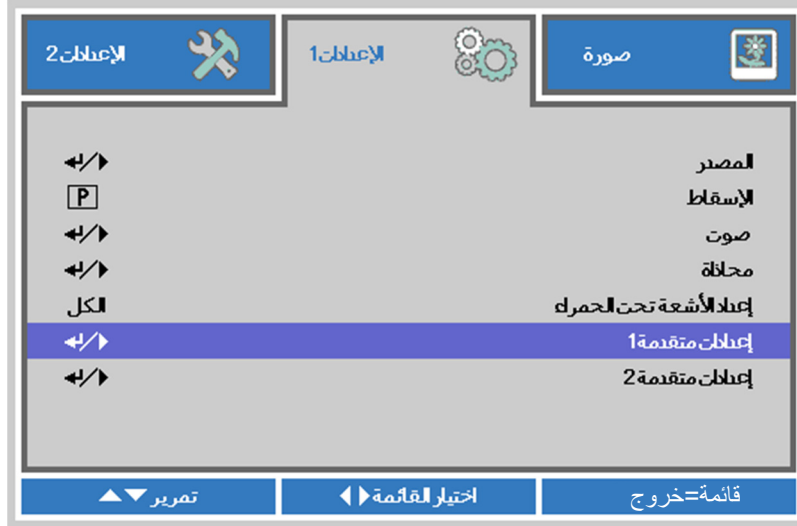 صورة
الإعدادات1
الإعدادات2
المصدر
الإسقاط P
صوت
محاذاة
إعداد الأشعة تحت الحمراء الكل
إعدادات متقدمة1
إعدادات متقدمة2
قائمة=خروج
اختيار القائمة
تمرير